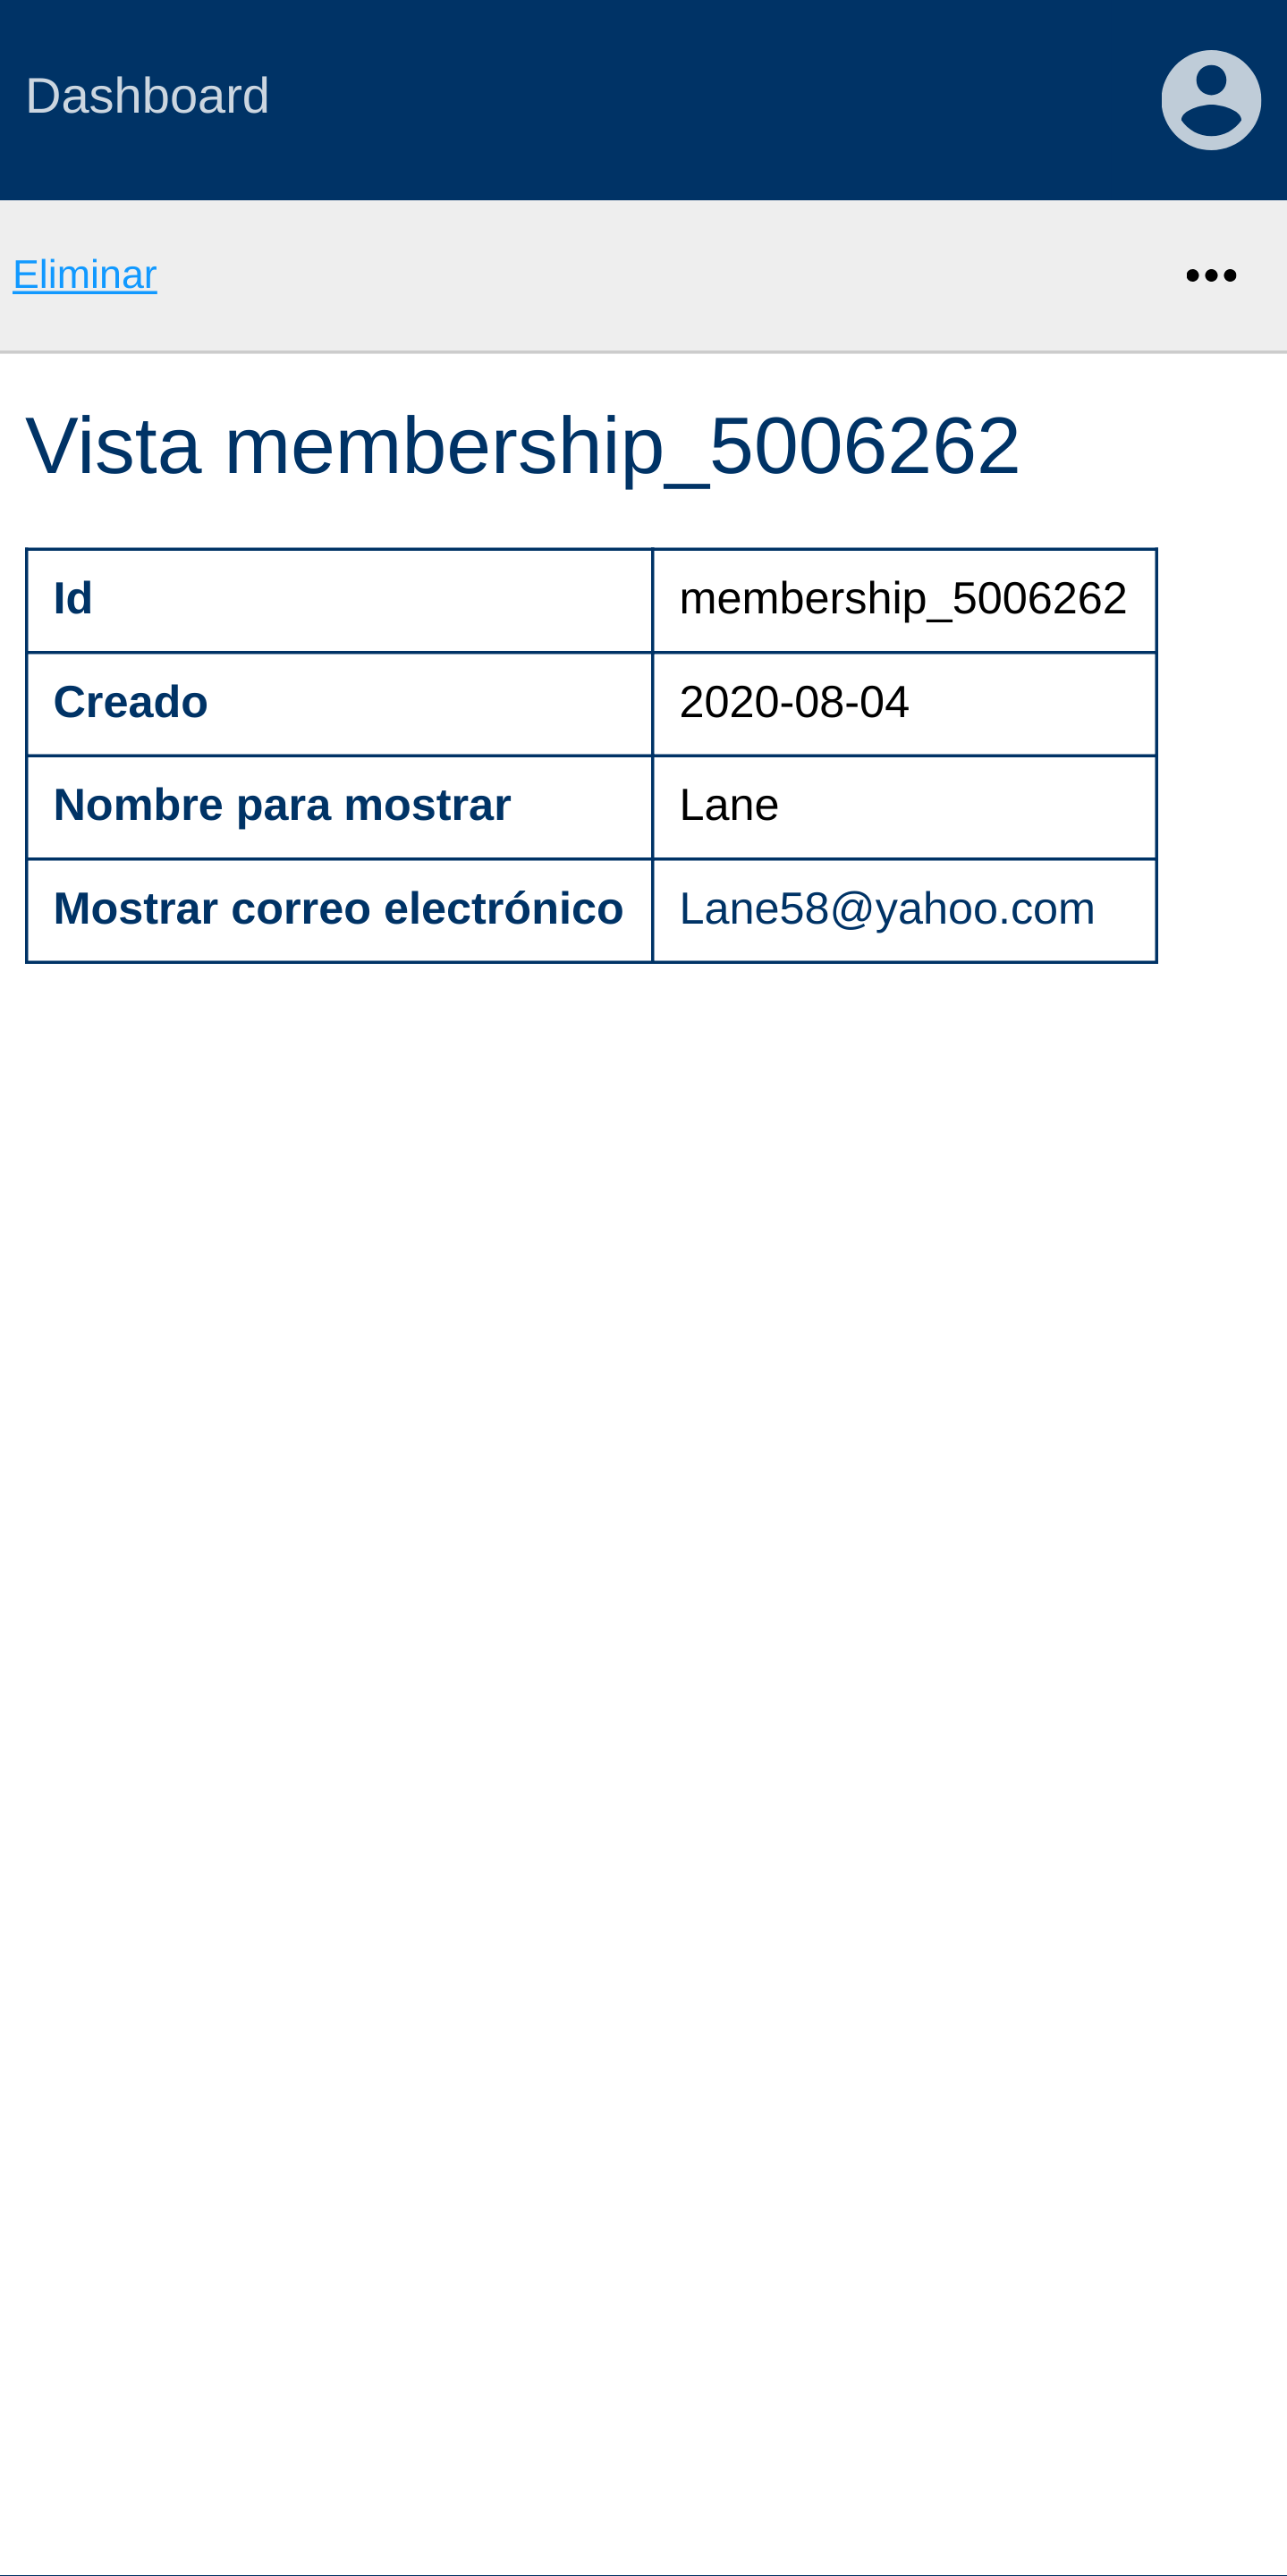 Dashboard
Eliminar
Vista membership_5006262
Id membership_5006262
Creado 2020-08-04
Nombre para mostrar Lane
Mostrar correo electrónico Lane58@yahoo.com